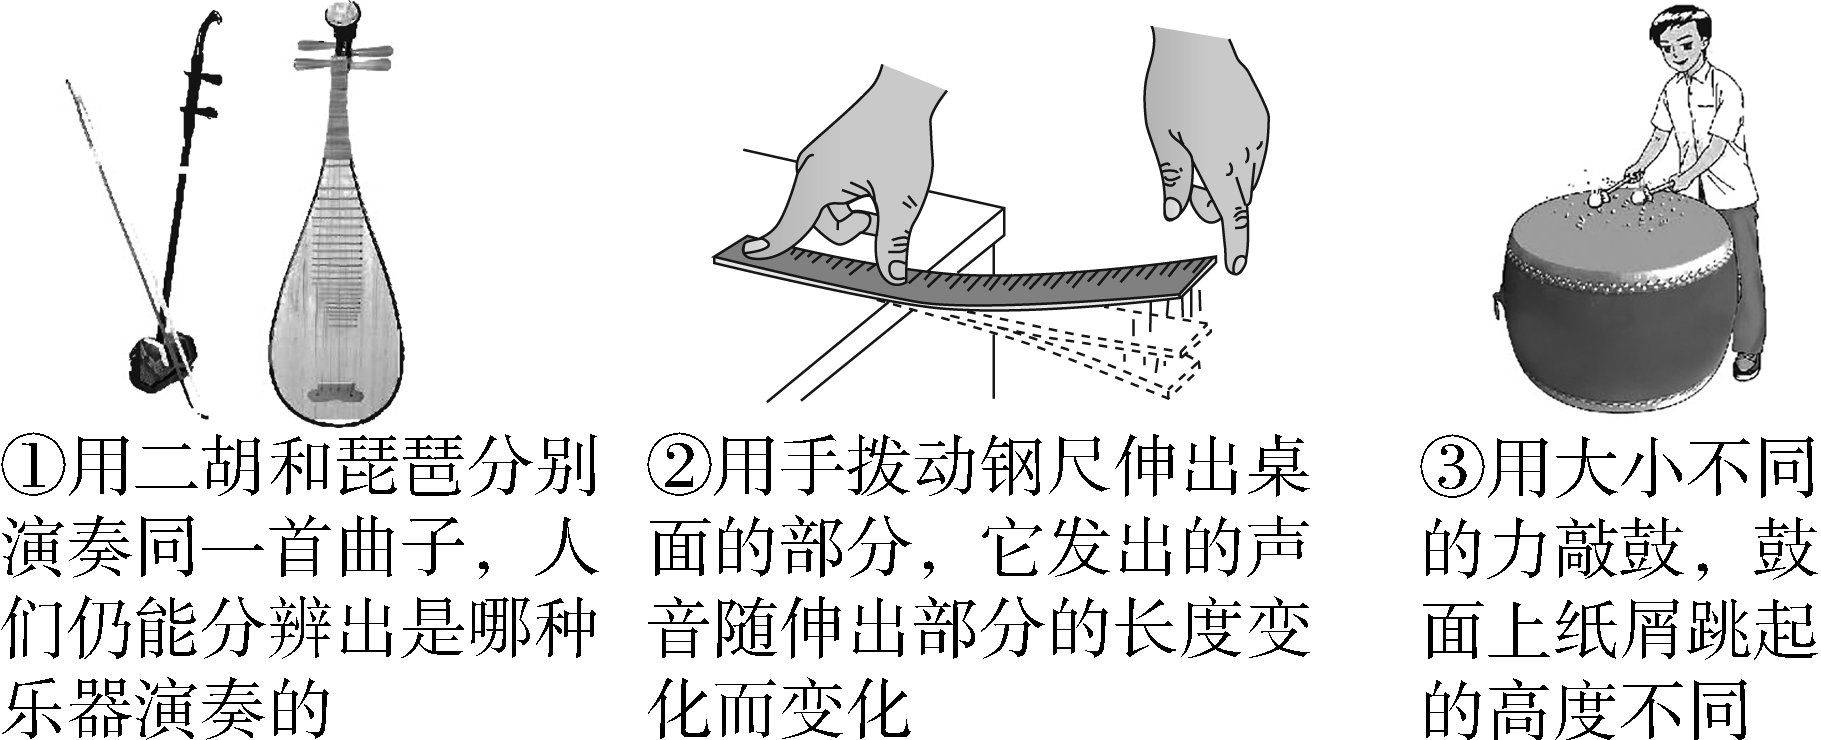 ①用二胡和琵琶分别
演奏同一首曲子，人
们仍能分辨出是哪种
乐器演奏的
②用手拨动钢尺伸出桌
面的部分，它发出的声
音随伸出部分的长度变
化而变化
③用大小不同
的力敲鼓，鼓
面上纸屑跳起
的高度不同